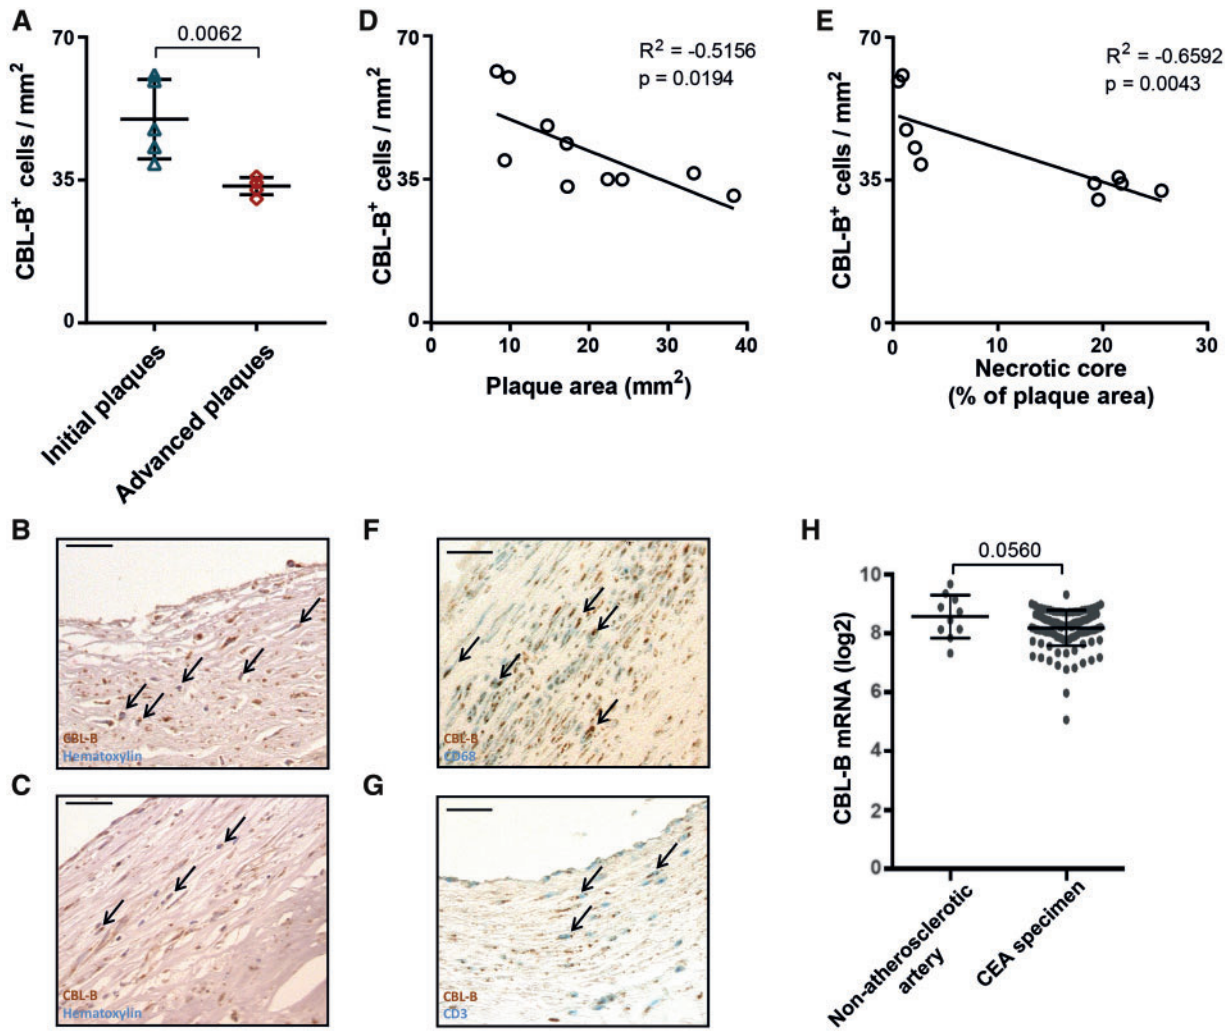 A
0.0062
CBL-B+ cells / mm2
70
35
0
Initial plaques
Advanced plaques
D
R2 = -0.5156
p = 0.0194
CBL-B+ cells / mm2
70
35
0
0 10 20 30 40
Plaque area (mm2)
E
R2 = -0.6592
p = 0.0043
CBL-B+ cells / mm2
70
35
0
0 10 20 30
Necrotic core
(% of plaque area)
B
CBL-B
Hematoxylin
C
CBL-B
Hematoxylin
F
CBL-B
CD68
G
CBL-B
CD3
H
0.0560
CBL-B mRNA (log2)
10
8
6
4
2
0
Non-atherosclerotic
artery
CEA specimen